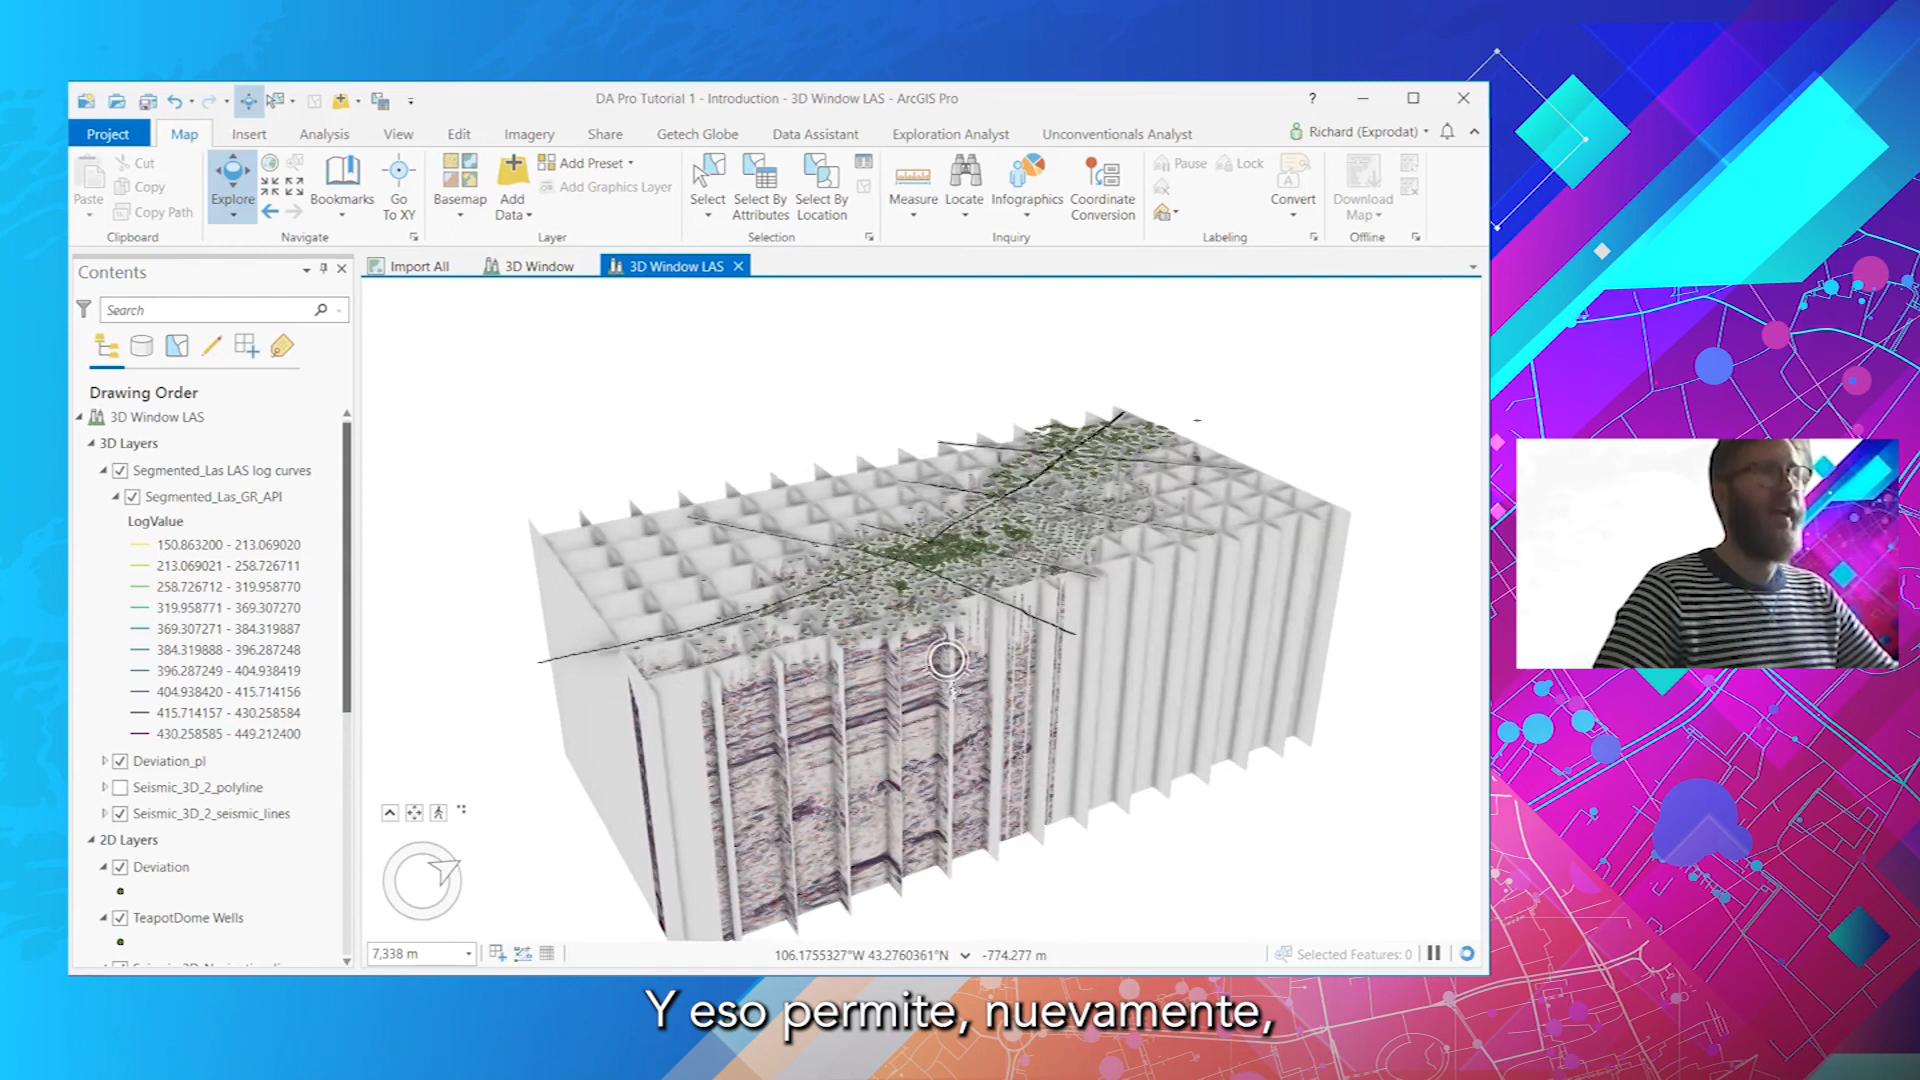 DA Pro Tutorial 1 - Introduction - 3D Window LAS - ArcGIS Pro
?
Project
Map
Insert
Analysis
View
Edit
Imagery
Share
Getech Globe
Data Assistant
Exploration Analyst
Unconventionals Analyst
Richard (Exprodat)
Paste
Cut
Copy
Copy Path
Clipboard
Explore
Bookmarks
Go
To XY
Navigate
Basemap
Add
Data
Add Preset
Add Graphics Layer
Layer
Select
Select By
Attributes
Select By
Location
Selection
Measure
Locate
Infographics
Coordinate
Conversion
Inquiry
Pause
Lock
Convert
Labeling
Download
Map
Offline
Contents
Import All
3D Window
3D Window LAS
Search
Drawing Order
3D Window LAS
3D Layers
Segmented_Las LAS log curves
Segmented_Las_GR_API
LogValue
150.863200 - 213.069020
213.069021 - 258.726711
258.726712 - 319.958770
319.958771 - 369.307270
369.307271 - 384.319887
384.319888 - 396.287248
396.287249 - 404.938419
404.938420 - 415.714156
415.714157 - 430.258584
430.258585 - 449.212400
Deviation_pl
Seismic_3D_2_polyline
Seismic_3D_2_seismic_lines
2D Layers
Deviation
TeapotDome Wells
7,338 m
106.1755327°W 43.2760361°N
-774.277 m
Selected Features: 0
Y eso permite, nuevamente,